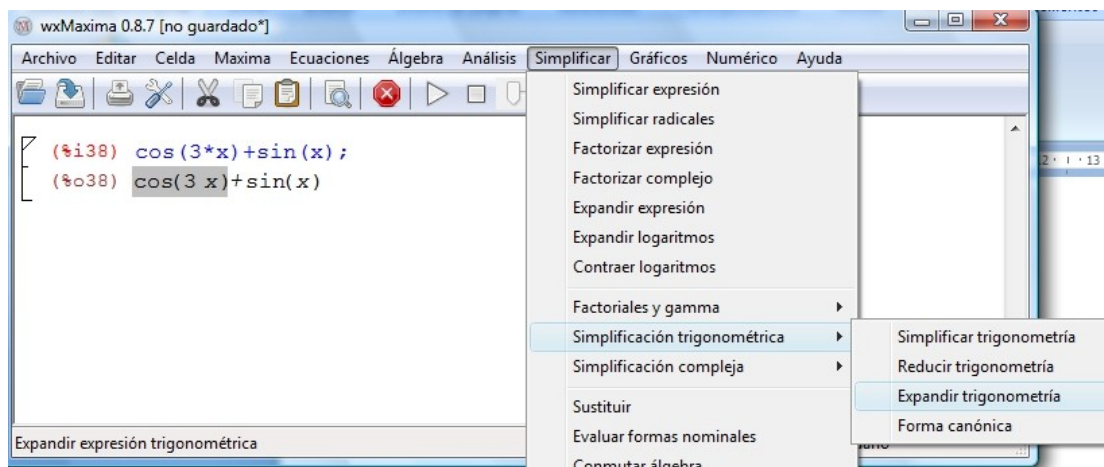 wxMaxima 0.8.7 [no guardado*]
Archivo Editar Celda Maxima Ecuaciones Álgebra Análisis Simplificar Gráficos Numérico Ayuda
(%i38) cos(3*x)+sin(x);
(%o38) cos(3 x)+sin(x)
Simplificar expresión
Simplificar radicales
Factorizar expresión
Factorizar complejo
Expandir expresión
Expandir logaritmos
Contraer logaritmos
Factoriales y gamma
Simplificación trigonométrica
Simplificación compleja
Sustituir
Evaluar formas nominales
Conmutar álgebra
Simplificar trigonometría
Reducir trigonometría
Expandir trigonometría
Forma canónica
Expandir expresión trigonométrica
13